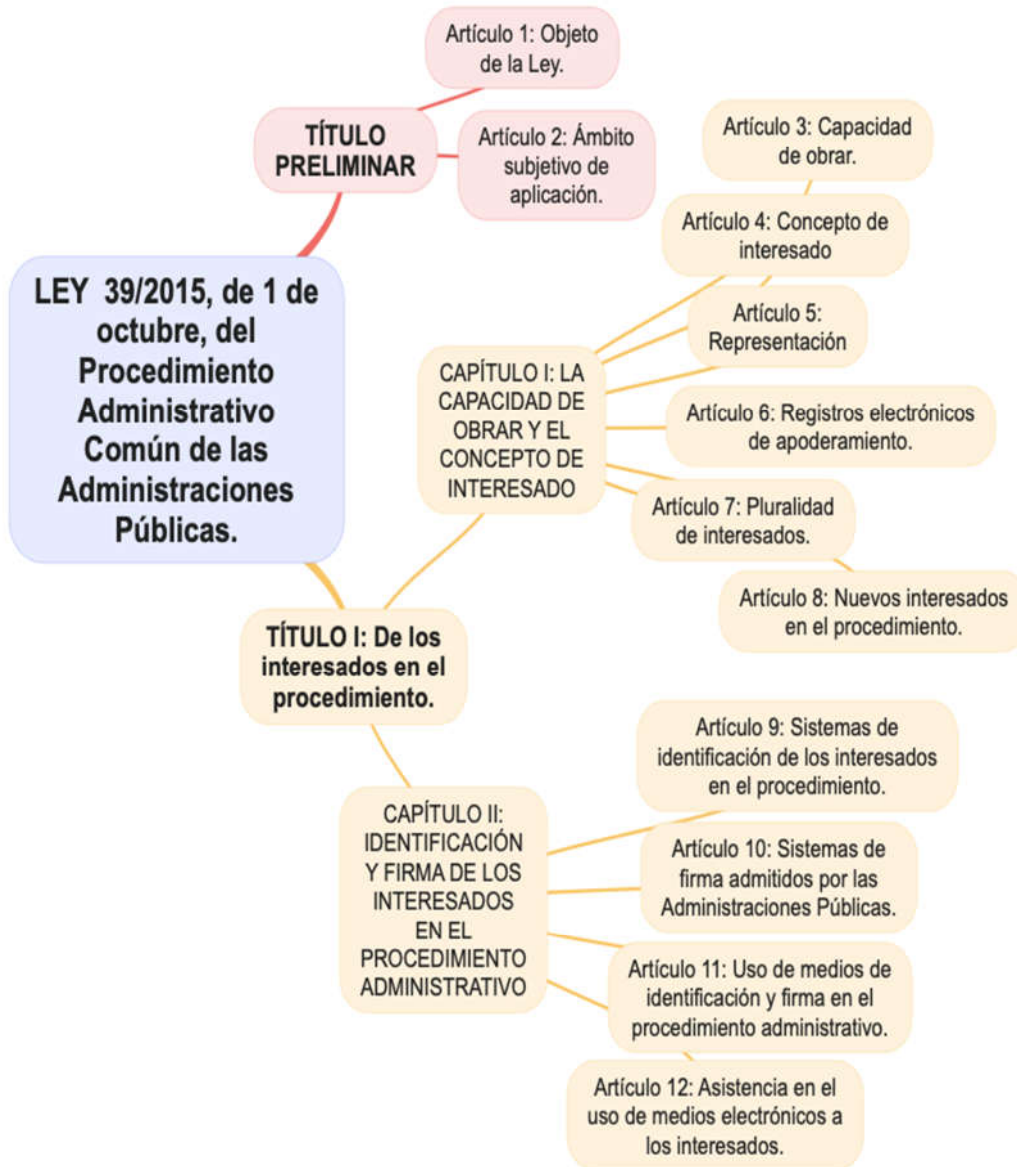 Artículo 1: Objeto
de la Ley.
TÍTULO
PRELIMINAR
Artículo 2: Ámbito
subjetivo de
aplicación.
LEY 39/2015, de 1 de
octubre, del
Procedimiento
Administrativo
Común de las
Administraciones
Públicas.
TÍTULO I: De los
interesados en el
procedimiento.
CAPÍTULO I: LA
CAPACIDAD DE
OBRAR Y EL
CONCEPTO DE
INTERESADO
Artículo 3: Capacidad
de obrar.
Artículo 4: Concepto de
interesado
Artículo 5:
Representación
Artículo 6: Registros electrónicos
de apoderamiento.
Artículo 7: Pluralidad
de interesados.
Artículo 8: Nuevos interesados
en el procedimiento.
CAPÍTULO II:
IDENTIFICACIÓN
Y FIRMA DE LOS
INTERESADOS
EN EL
PROCEDIMIENTO
ADMINISTRATIVO
Artículo 9: Sistemas de
identificación de los interesados
en el procedimiento.
Artículo 10: Sistemas de
firma admitidos por las
Administraciones Públicas.
Artículo 11: Uso de medios de
identificación y firma en el
procedimiento administrativo.
Artículo 12: Asistencia en el
uso de medios electrónicos a
los interesados.